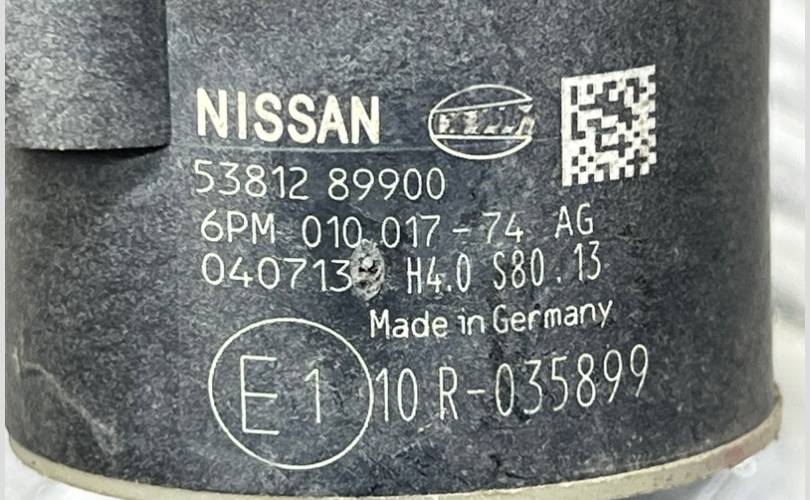 NISSAN
53812 89900
6PM 010 017-74 AG
040713 H4.0 S80.13
Made in Germany
E1 10 R-035899